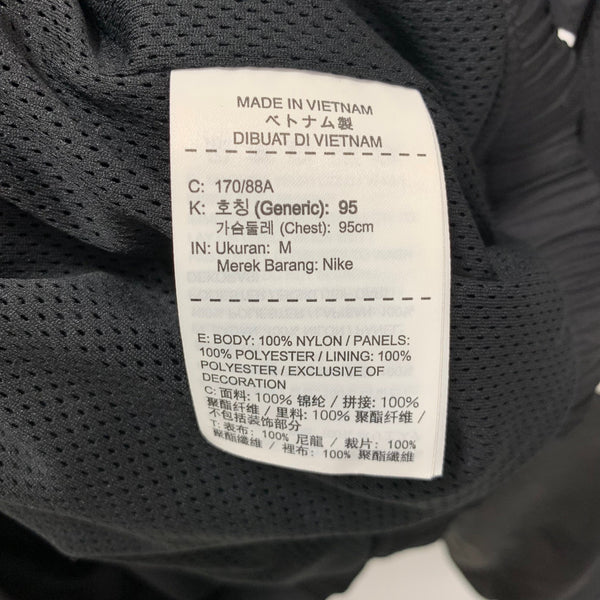 MADE IN VIETNAM
ベトナム製
DIBUAT DI VIETNAM
C: 170/88A
K: 호칭 (Generic): 95
가슴둘레 (Chest): 95cm
IN: Ukuran: M
Merek Barang: Nike
E: BODY: 100% NYLON / PANELS:
100% POLYESTER / LINING: 100%
POLYESTER / EXCLUSIVE OF
DECORATION
C: 面料: 100% 锦纶 / 拼接: 100%
聚酯纤维 / 里料: 100% 聚酯纤维 /
不包括装饰部分
T: 表布: 100% 尼龍 / 裁片: 100%
聚酯纖維 / 裡布: 100% 聚酯纖維